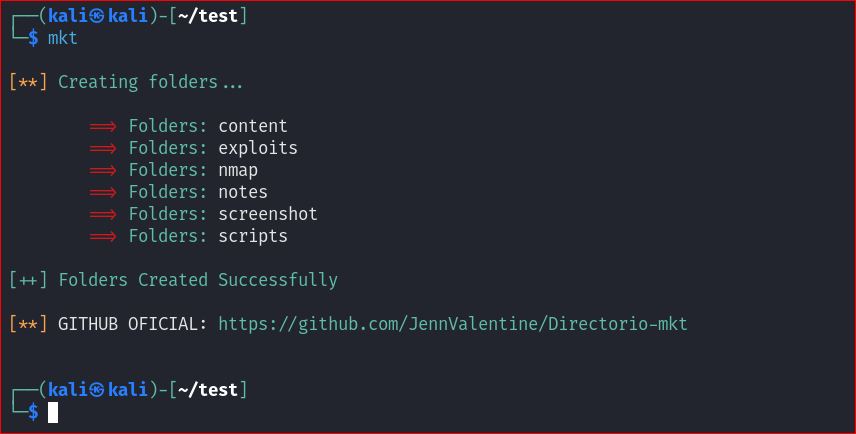 ┌──(kali㉿kali)-[~/test]
└─$ mkt
[**] Creating folders...
==> Folders: content
==> Folders: exploits
==> Folders: nmap
==> Folders: notes
==> Folders: screenshot
==> Folders: scripts
[++] Folders Created Successfully
[**] GITHUB OFICIAL: https://github.com/JennValentine/Directorio-mkt
┌──(kali㉿kali)-[~/test]
└─$